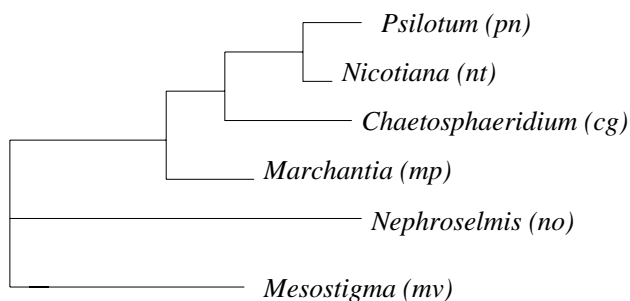 Psilotum (pn)
Nicotiana (nt)
Chaetosphaeridium (cg)
Marchantia (mp)
Nephroselmis (no)
Mesostigma (mv)